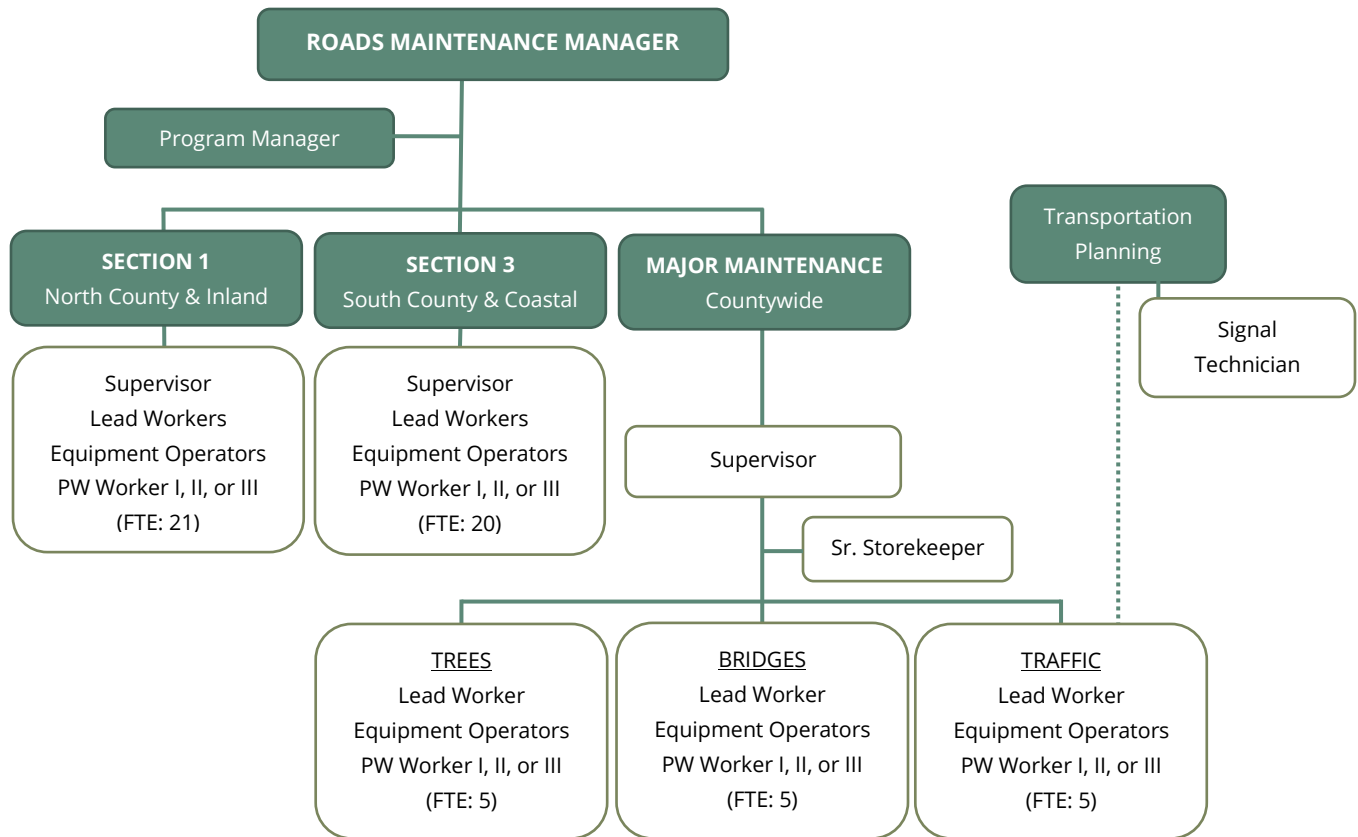 ROADS MAINTENANCE MANAGER
Program Manager
SECTION 1
North County & Inland
SECTION 3
South County & Coastal
MAJOR MAINTENANCE
Countywide
Transportation
Planning
Signal
Technician
Supervisor
Lead Workers
Equipment Operators
PW Worker I, II, or III
(FTE: 21)
Supervisor
Lead Workers
Equipment Operators
PW Worker I, II, or III
(FTE: 20)
Supervisor
Sr. Storekeeper
TREES
Lead Worker
Equipment Operators
PW Worker I, II, or III
(FTE: 5)
BRIDGES
Lead Worker
Equipment Operators
PW Worker I, II, or III
(FTE: 5)
TRAFFIC
Lead Worker
Equipment Operators
PW Worker I, II, or III
(FTE: 5)